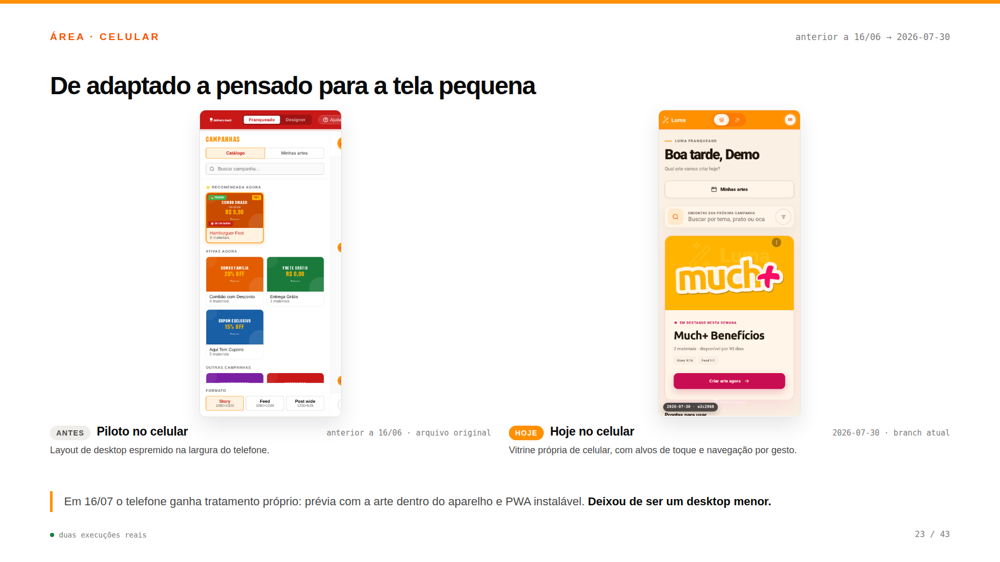 ÁREA · CELULAR
anterior a 16/06 → 2026-07-30
De adaptado a pensado para a tela pequena
delivery much
Franqueado
Designer
Ajuda
CAMPANHAS
Catálogo
Minhas artes
Buscar campanha...
⭐ RECOMENDADA AGORA
Popular
FEST
COMBO SMASH
R$ 9,90
Hamburguer Fest
6 materiais
ATIVAS AGORA
COMBO FAMÍLIA
20% OFF
FRETE GRÁTIS
R$ 0,00
Combão com Desconto
4 materiais
Entrega Grátis
3 materiais
CUPOM EXCLUSIVO
15% OFF
Aqui Tem Cupons
5 materiais
OUTRAS CAMPANHAS
FORMATO
Story
1080×1920
Feed
1080×1080
Post wide
1200×628
Luma
DE
LUMA FRANQUEADO
Boa tarde, Demo
Qual arte vamos criar hoje?
Minhas artes
ENCONTRE SUA PRÓXIMA CAMPANHA
Buscar por tema, prato ou oca
Luma
much+
★ EM DESTAQUE NESTA SEMANA
Much+ Benefícios
2 materiais · disponível por 90 dias
Story 9:16
Feed 1:1
Criar arte agora →
2026-07-30 · e2c2968
Prontas para usar
ANTES
Piloto no celular
anterior a 16/06 · arquivo original
Layout de desktop espremido na largura do telefone.
HOJE
Hoje no celular
2026-07-30 · branch atual
Vitrine própria de celular, com alvos de toque e navegação por gesto.
Em 16/07 o telefone ganha tratamento próprio: prévia com a arte dentro do aparelho e PWA instalável. Deixou de ser um desktop menor.
duas execuções reais
23 / 43